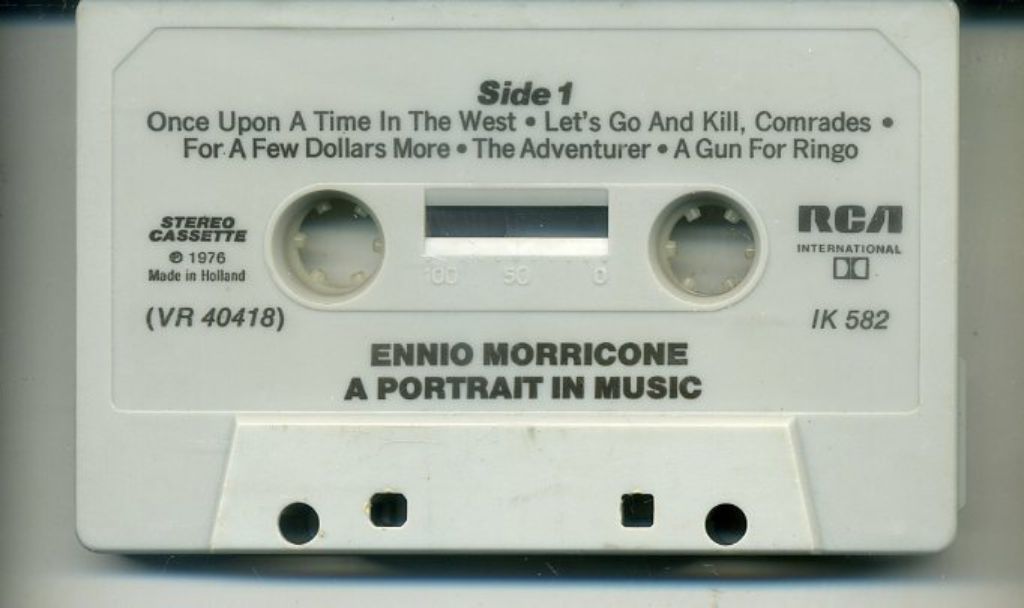 Side 1
Once Upon A Time In The West • Let's Go And Kill, Comrades •
For A Few Dollars More • The Adventurer • A Gun For Ringo
STEREO
CASSETTE
℗ 1976
Made in Holland
(VR 40418)
100 50 0
RCA
INTERNATIONAL
IK 582
ENNIO MORRICONE
A PORTRAIT IN MUSIC